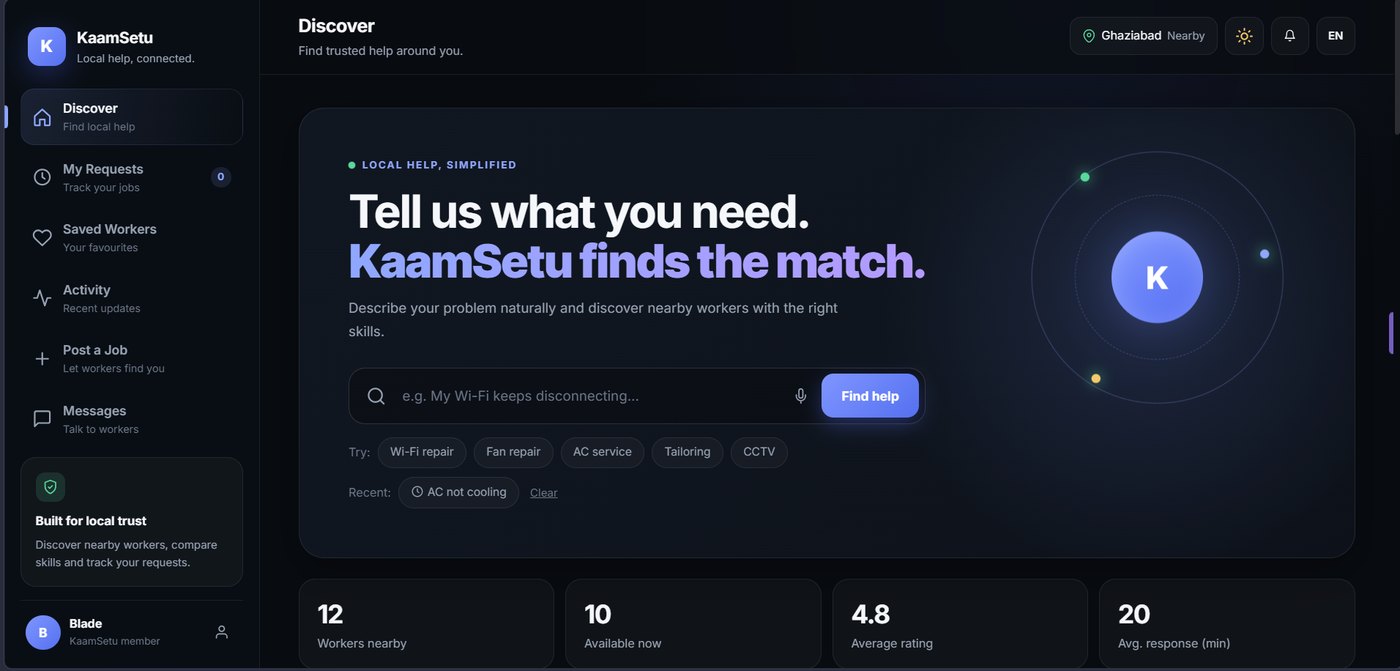 K
KaamSetu
Local help, connected.
Discover
Find local help
My Requests
Track your jobs
0
Saved Workers
Your favourites
Activity
Recent updates
Post a Job
Let workers find you
Messages
Talk to workers
Built for local trust
Discover nearby workers, compare
skills and track your requests.
B
Blade
KaamSetu member
Discover
Find trusted help around you.
Ghaziabad Nearby
EN
LOCAL HELP, SIMPLIFIED
Tell us what you need.
KaamSetu finds the match.
Describe your problem naturally and discover nearby workers with the right
skills.
e.g. My Wi-Fi keeps disconnecting...
Find help
Try: Wi-Fi repair Fan repair AC service Tailoring CCTV
Recent: AC not cooling Clear
K
12
Workers nearby
10
Available now
4.8
Average rating
20
Avg. response (min)